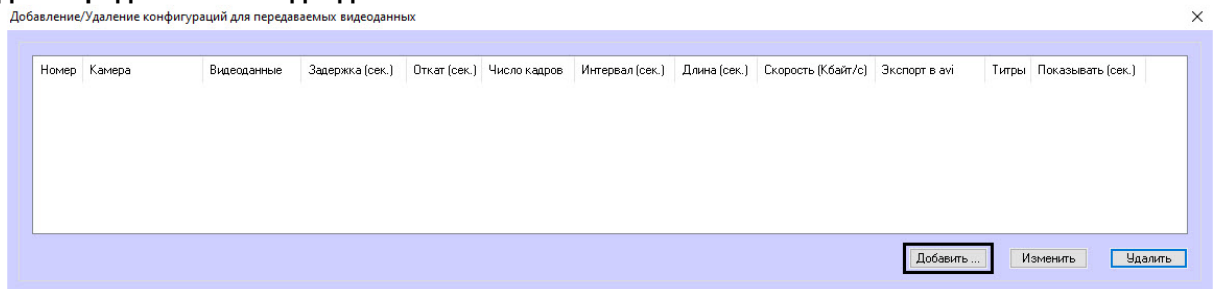 Добавление/Удаление конфигураций для передаваемых видеоданных
Номер Камера Видеоданные Задержка (сек.) Откат (сек.) Число кадров Интервал (сек.) Длина (сек.) Скорость (Кбайт/с) Экспорт в avi Титры Показывать (сек.)
Добавить ... Изменить Удалить